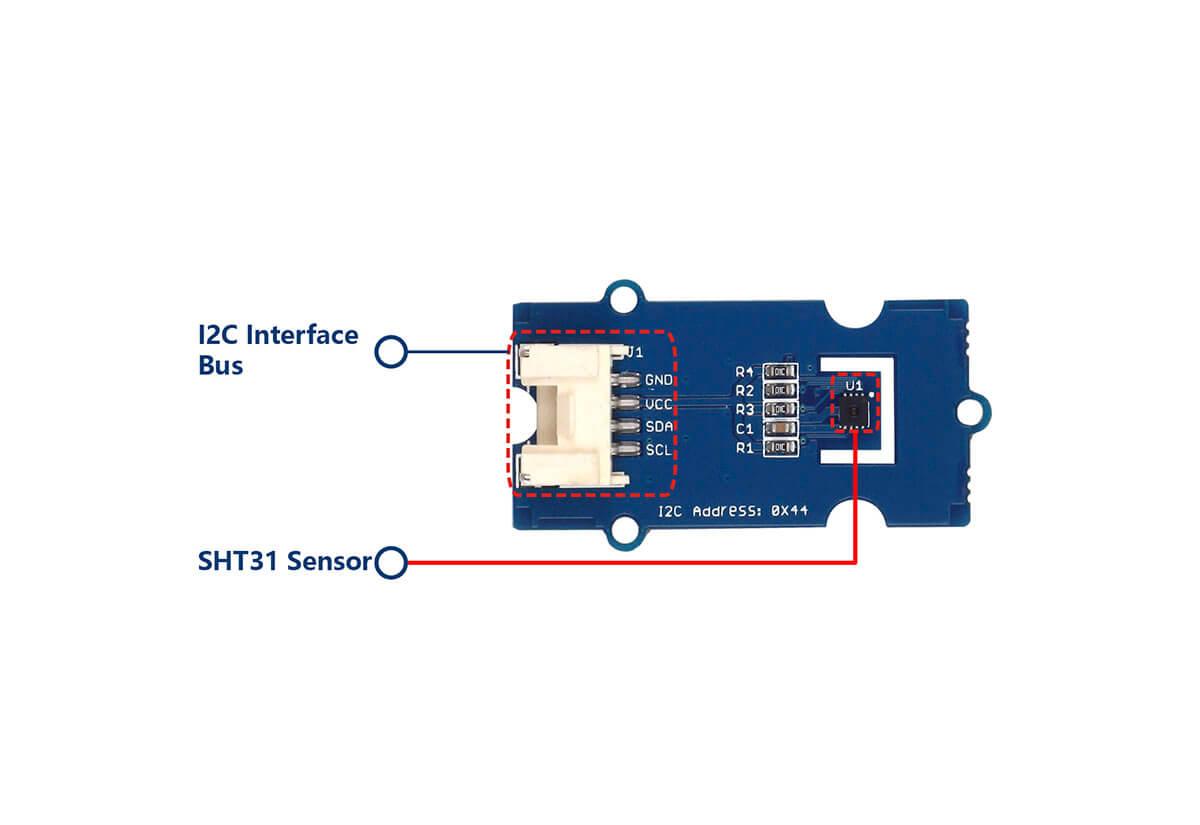 I2C Interface
Bus
SHT31 Sensor
J1
GND
VCC
SDA
SCL
R4
R2
R3
C1
R1
U1
I2C Address: 0X44